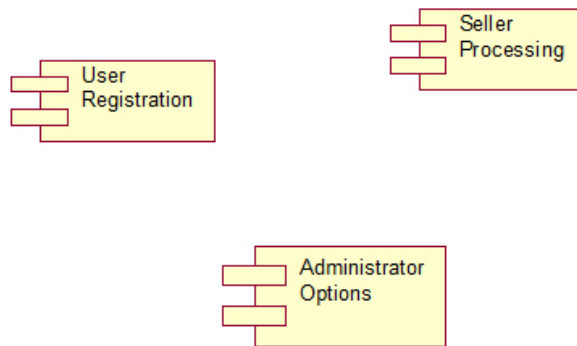 User
Registration
Seller
Processing
Administrator
Options